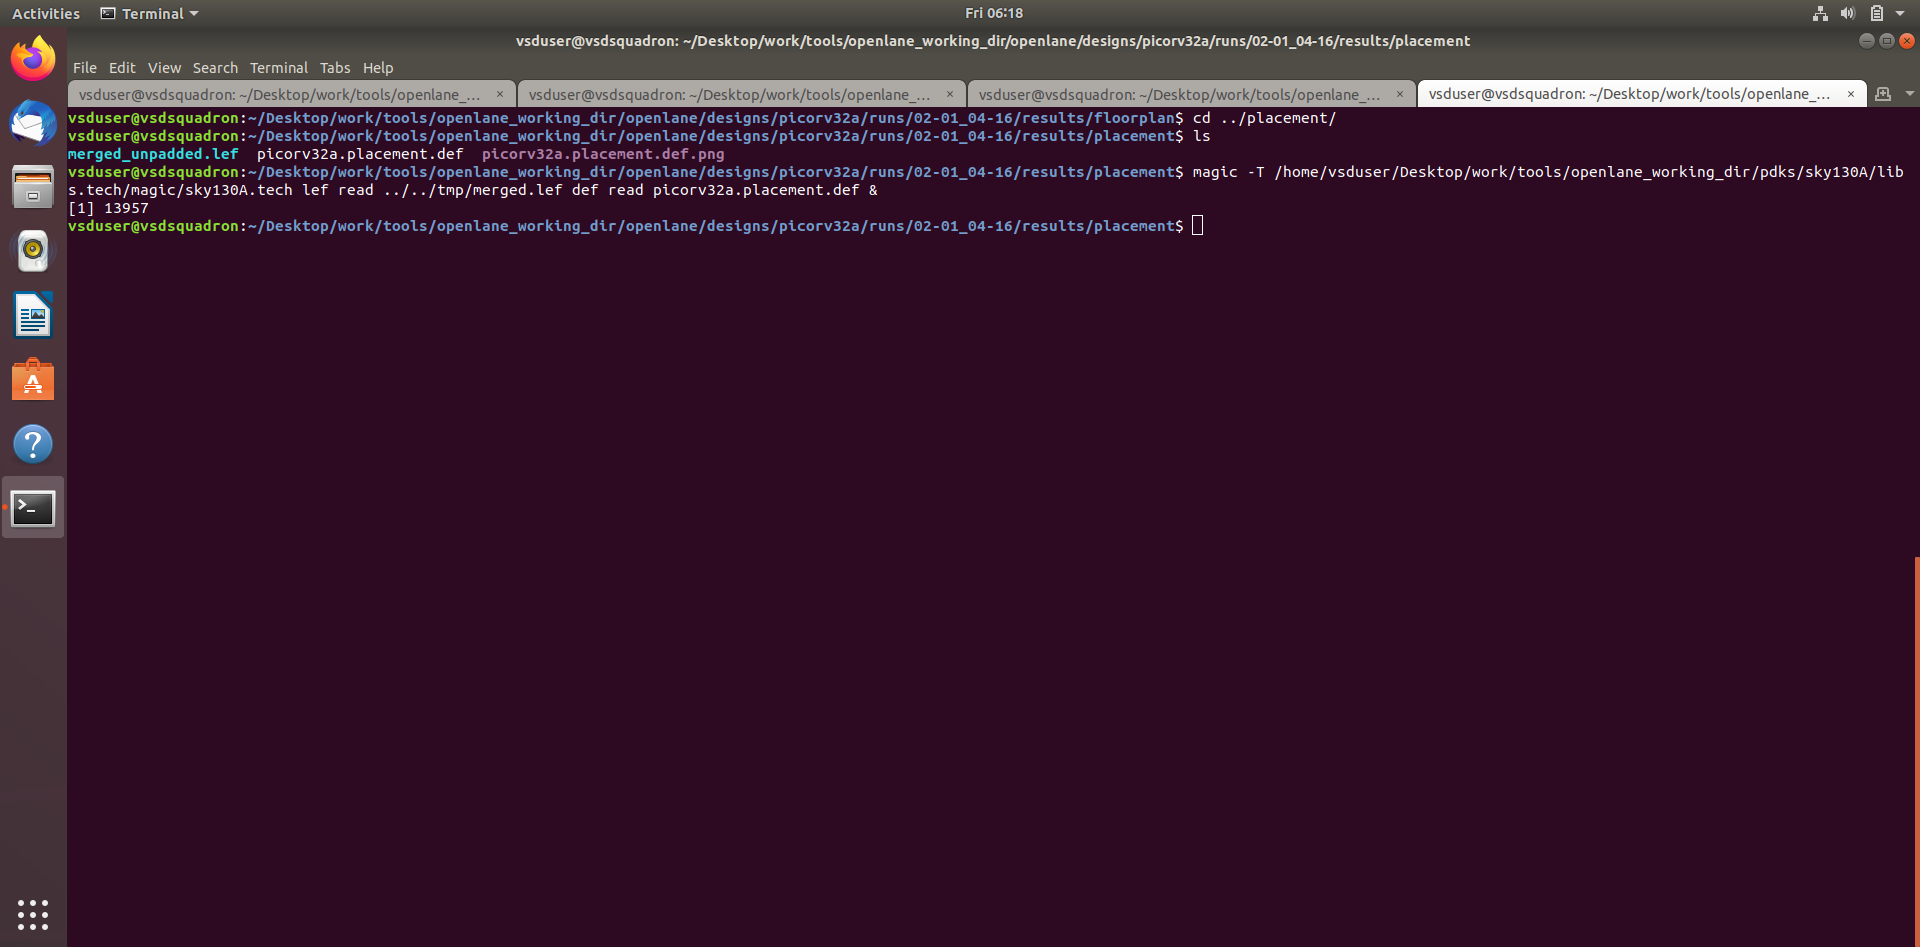 Activities
Terminal
Fri 06:18
vsduser@vsdsquadron: ~/Desktop/work/tools/openlane_working_dir/openlane/designs/picorv32a/runs/02-01_04-16/results/placement
File Edit View Search Terminal Tabs Help
vsduser@vsdsquadron: ~/Desktop/work/tools/openlane_... ×
vsduser@vsdsquadron: ~/Desktop/work/tools/openlane_... ×
vsduser@vsdsquadron: ~/Desktop/work/tools/openlane_... ×
vsduser@vsdsquadron: ~/Desktop/work/tools/openlane_... ×
vsduser@vsdsquadron:~/Desktop/work/tools/openlane_working_dir/openlane/designs/picorv32a/runs/02-01_04-16/results/floorplan$ cd ../placement/
vsduser@vsdsquadron:~/Desktop/work/tools/openlane_working_dir/openlane/designs/picorv32a/runs/02-01_04-16/results/placement$ ls
merged_unpadded.lef  picorv32a.placement.def  picorv32a.placement.def.png
vsduser@vsdsquadron:~/Desktop/work/tools/openlane_working_dir/openlane/designs/picorv32a/runs/02-01_04-16/results/placement$ magic -T /home/vsduser/Desktop/work/tools/openlane_working_dir/pdks/sky130A/lib
s.tech/magic/sky130A.tech lef read ../../tmp/merged.lef def read picorv32a.placement.def &
[1] 13957
vsduser@vsdsquadron:~/Desktop/work/tools/openlane_working_dir/openlane/designs/picorv32a/runs/02-01_04-16/results/placement$